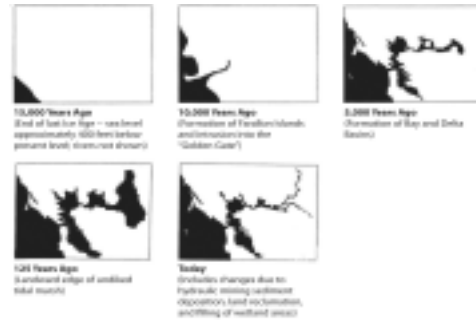 15,000 Years Ago
(End of last Ice Age – sea level
approximately 400 feet below
present level; rivers not shown)
10,000 Years Ago
(Formation of Farallon Islands
and intrusion into the
"Golden Gate")
5,000 Years Ago
(Formation of Bay and Delta
Basins)
125 Years Ago
(Landward edge of undiked
tidal marsh)
Today
(Includes changes due to
hydraulic mining sediment
deposition, land reclamation,
and filling of wetland areas)